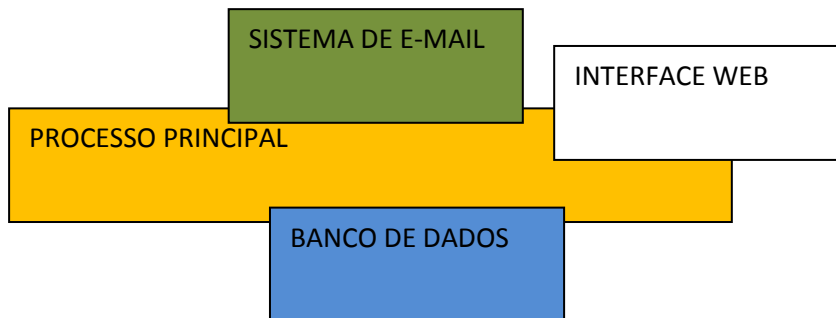 SISTEMA DE E-MAIL
INTERFACE WEB
PROCESSO PRINCIPAL
BANCO DE DADOS